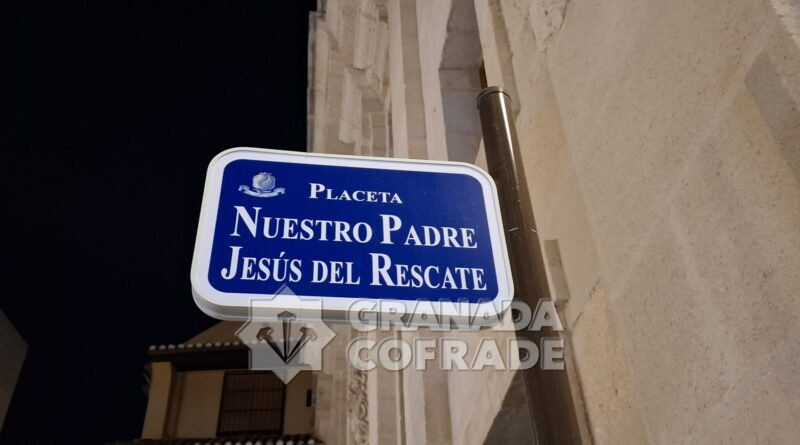 PLACETA
NUESTRO PADRE
JESÚS DEL RESCATE
GRANADA
COFRADE